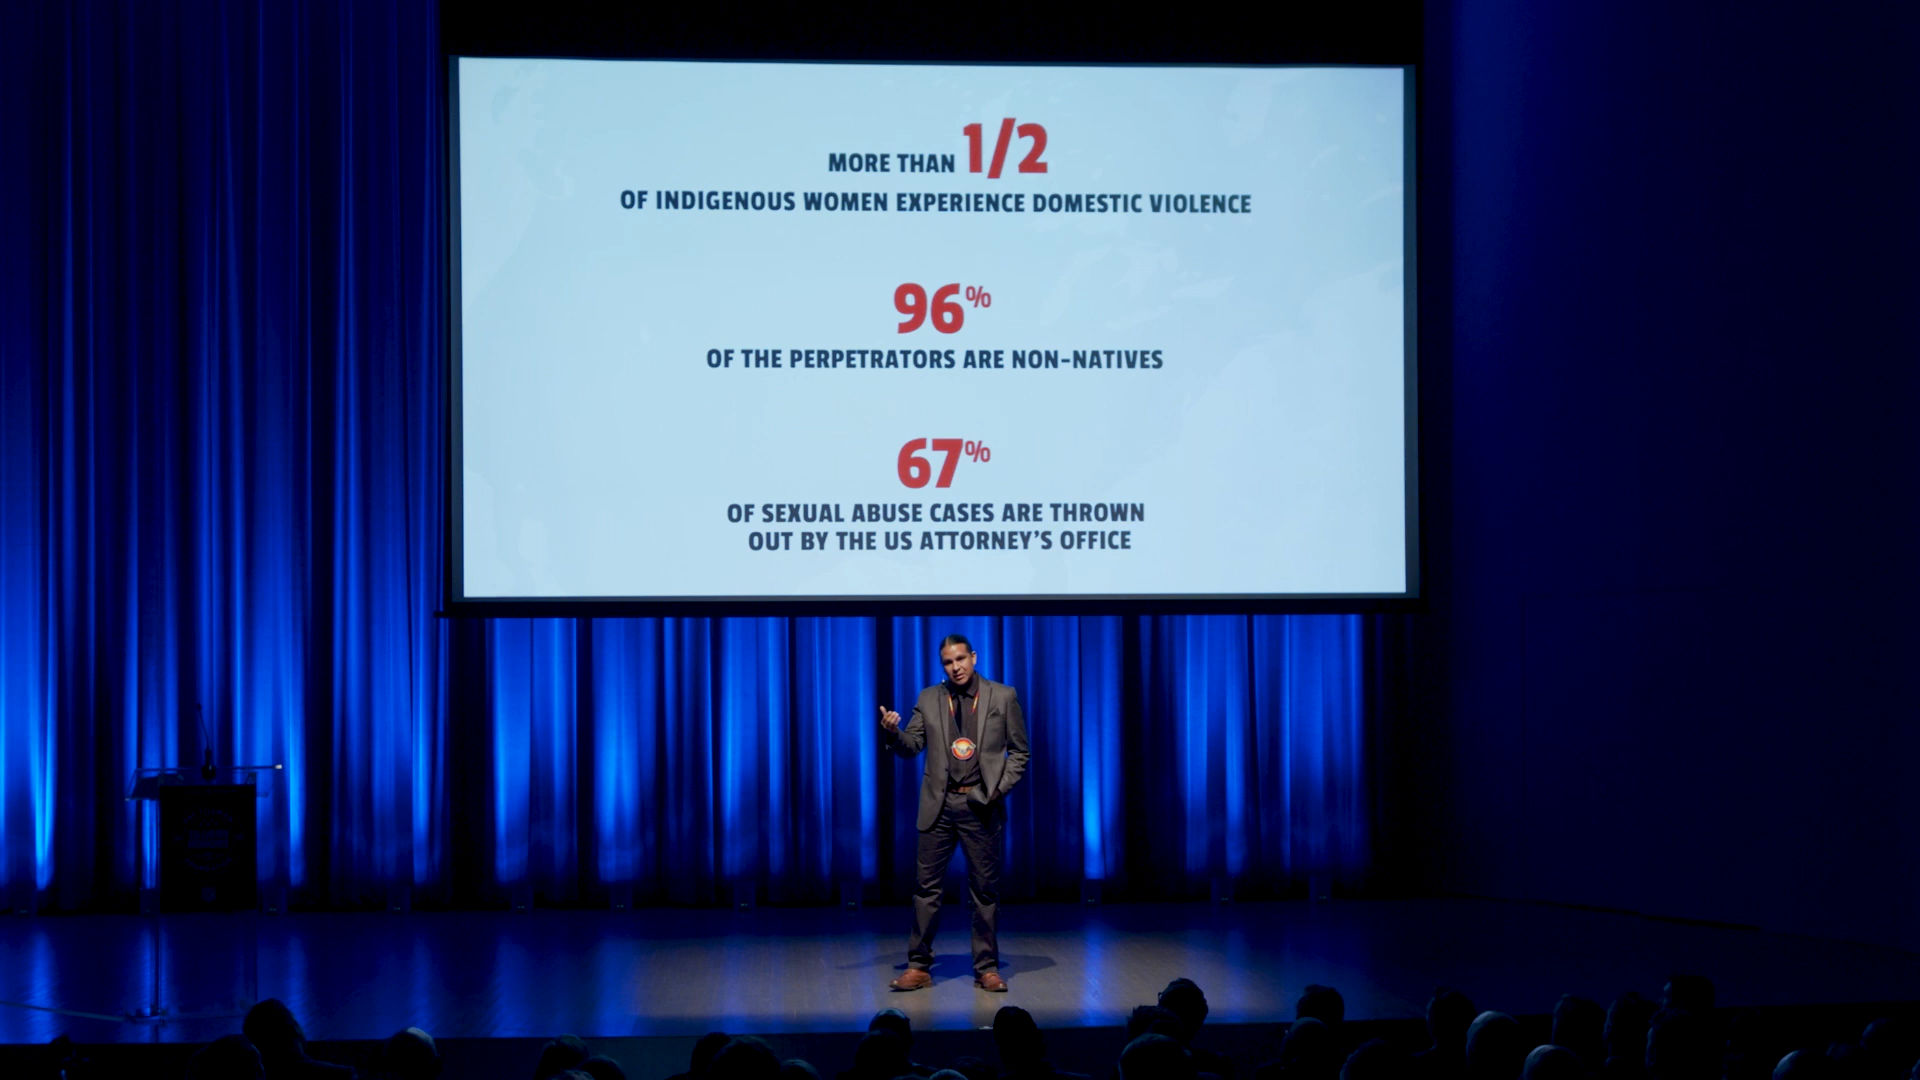 MORE THAN 1/2
OF INDIGENOUS WOMEN EXPERIENCE DOMESTIC VIOLENCE
96%
OF THE PERPETRATORS ARE NON-NATIVES
67%
OF SEXUAL ABUSE CASES ARE THROWN
OUT BY THE US ATTORNEY'S OFFICE